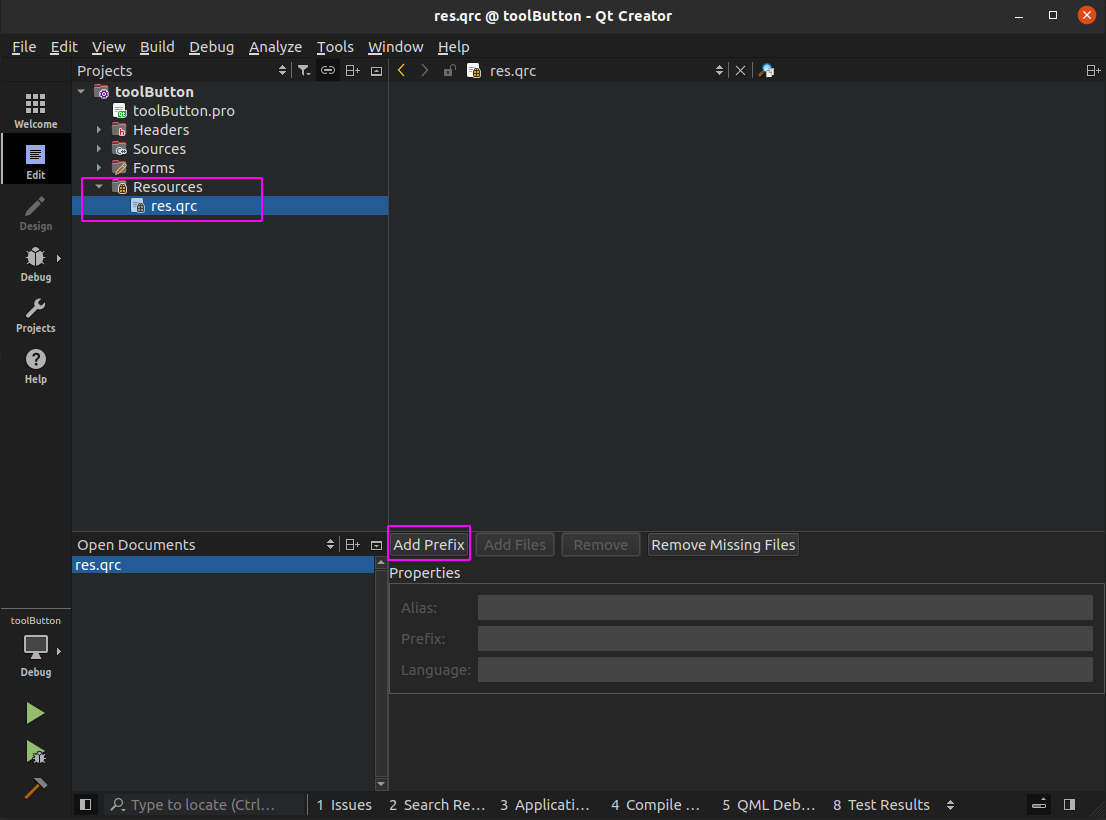 res.qrc @ toolButton - Qt Creator
File Edit View Build Debug Analyze Tools Window Help
Projects
res.qrc
Welcome
Edit
Design
Debug
Projects
Help
toolButton
toolButton.pro
Headers
Sources
Forms
Resources
res.qrc
Open Documents
res.qrc
Add Prefix Add Files Remove Remove Missing Files
Properties
Alias:
Prefix:
Language:
toolButton
Debug
Type to locate (Ctrl... 1 Issues 2 Search Re... 3 Applicati... 4 Compile ... 5 QML Deb... 8 Test Results